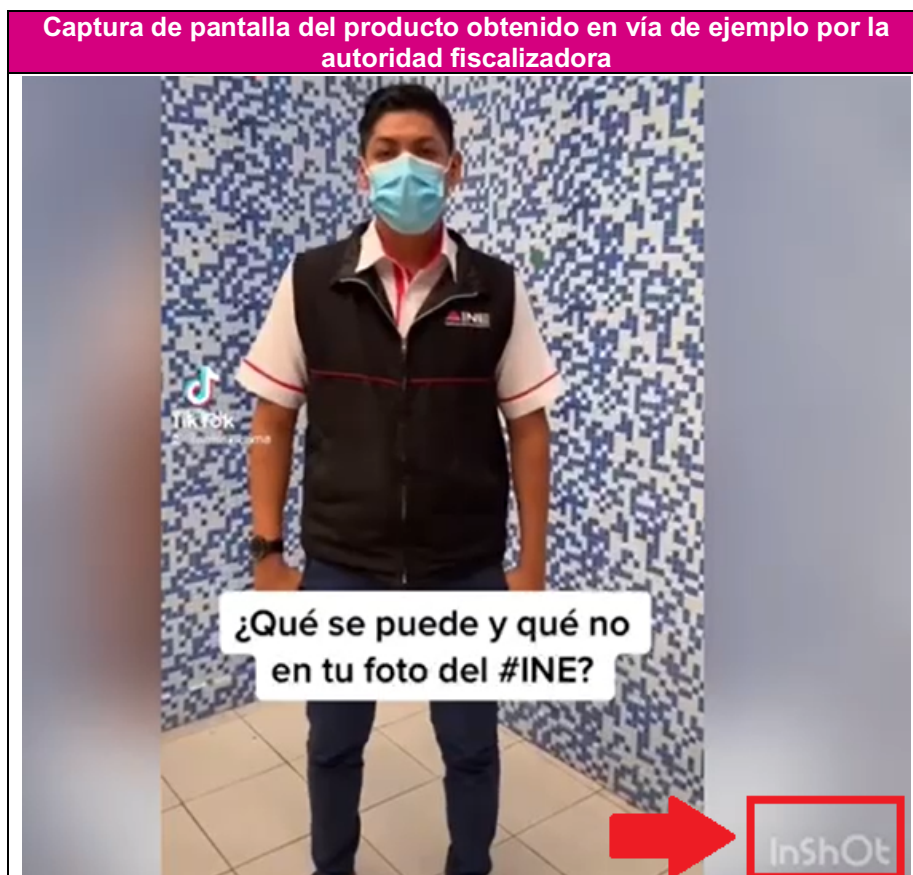 Captura de pantalla del producto obtenido en vía de ejemplo por la
autoridad fiscalizadora
INE
TikTok
¿Qué se puede y qué no
en tu foto del #INE?
InShOt